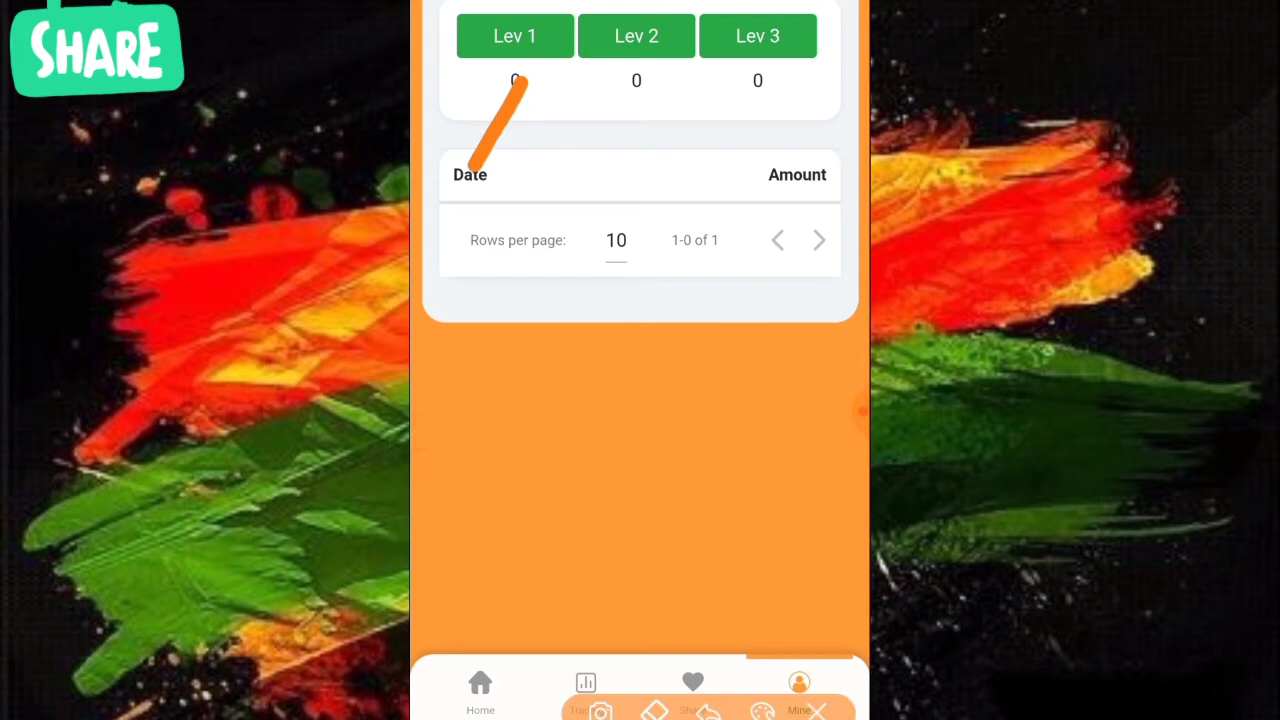 SHARE
Lev 1 Lev 2 Lev 3
0 0 0
Date Amount
Rows per page: 10 1-0 of 1
Home Mine